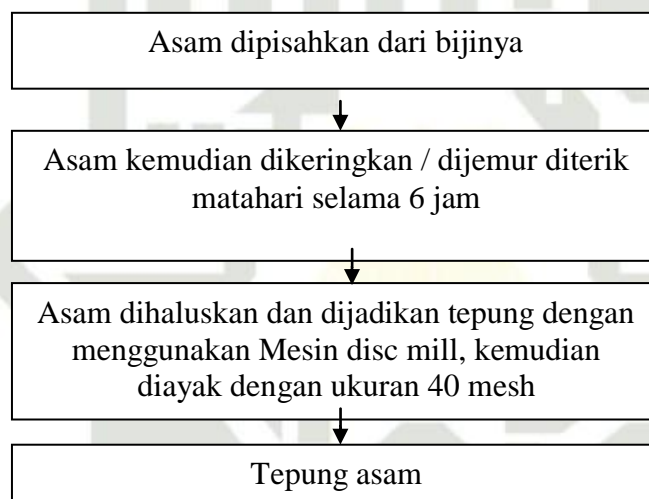 Asam dipisahkan dari bijinya
Asam kemudian dikeringkan / dijemur diterik
matahari selama 6 jam
Asam dihaluskan dan dijadikan tepung dengan
menggunakan Mesin disc mill, kemudian
diayak dengan ukuran 40 mesh
Tepung asam